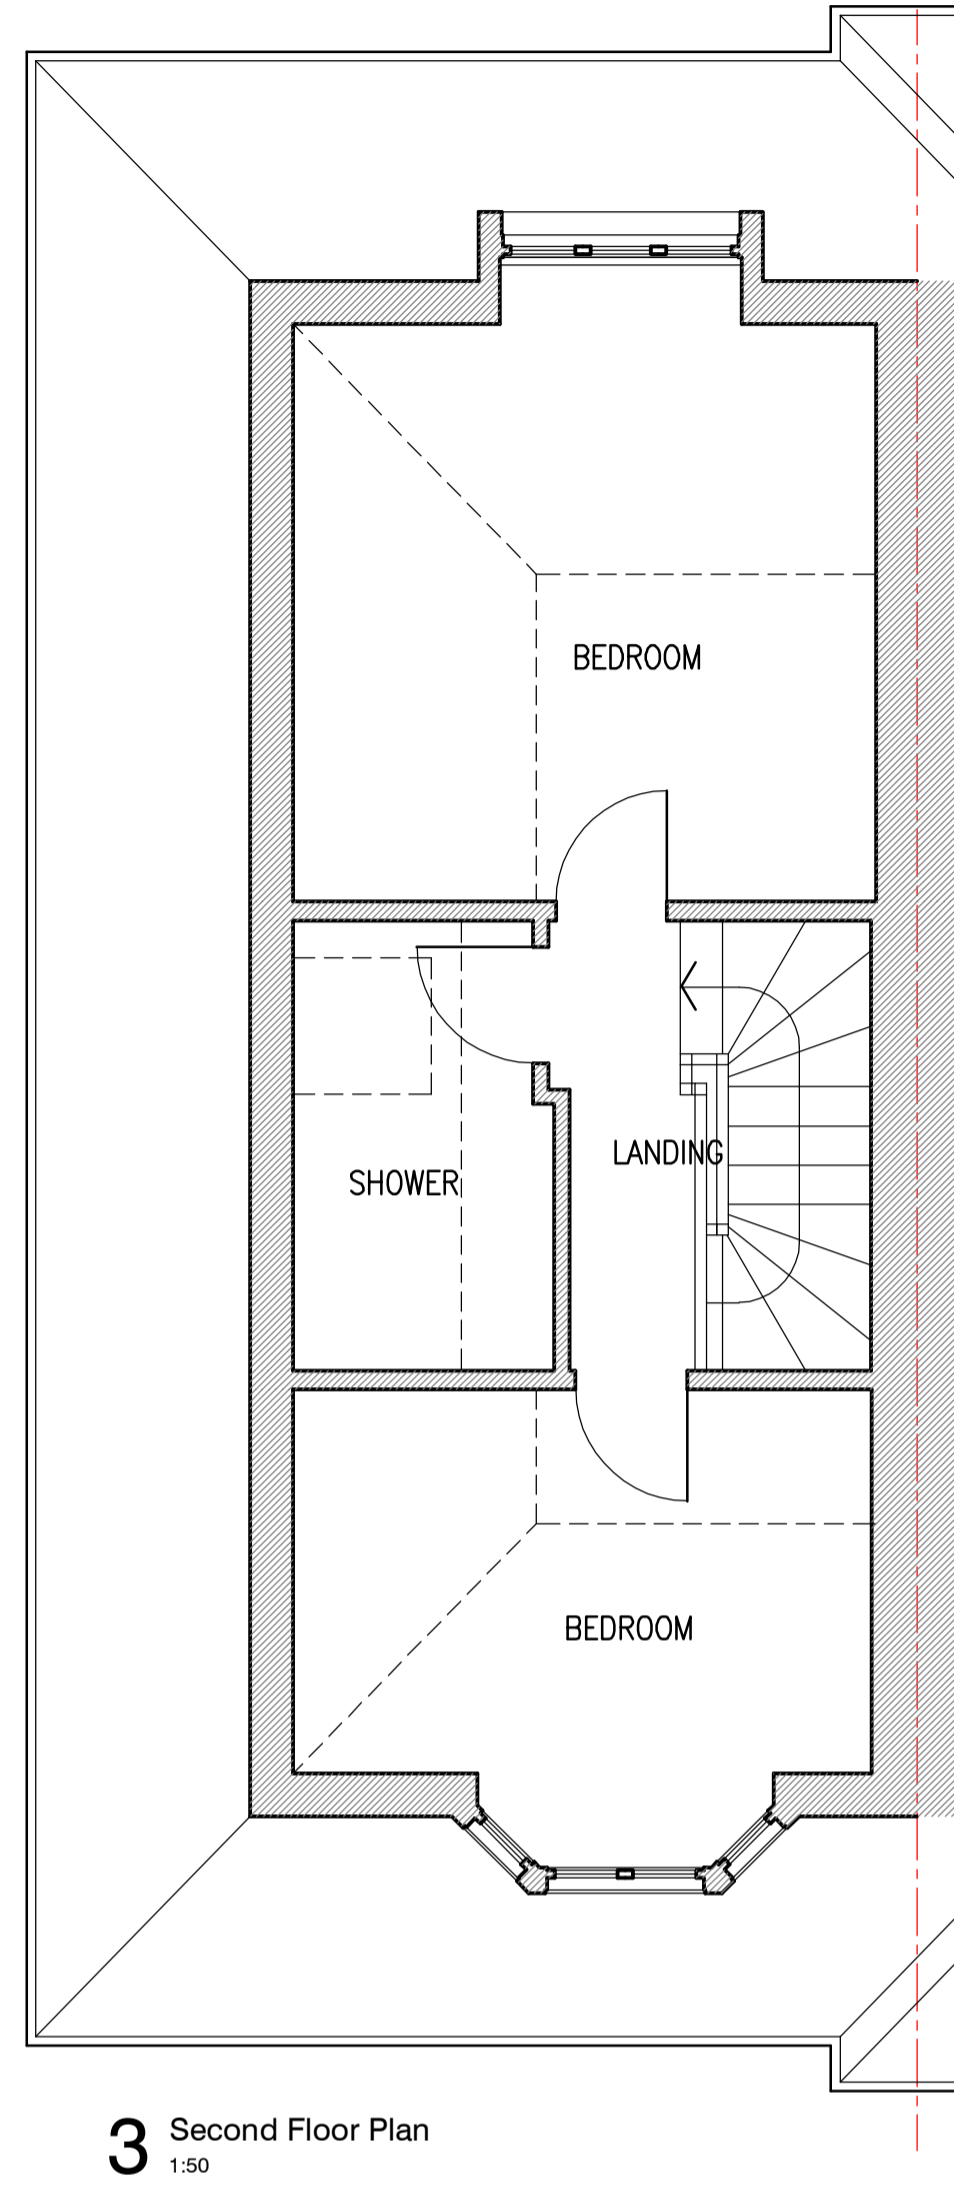 BEDROOM
LANDING
SHOWER
BEDROOM
3 Second Floor Plan
1:50